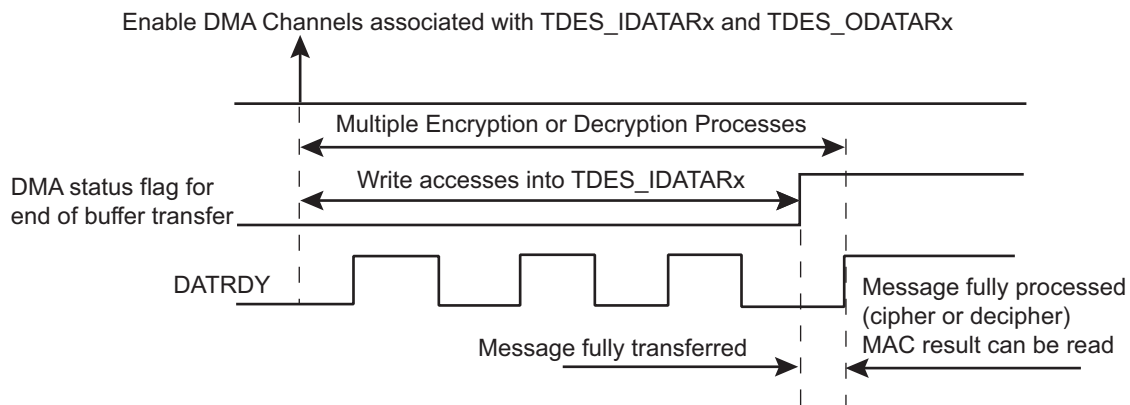 Enable DMA Channels associated with TDES_IDATARx and TDES_ODATARx
Multiple Encryption or Decryption Processes
Write accesses into TDES_IDATARx
DMA status flag for
end of buffer transfer
DATRDY
Message fully processed
(cipher or decipher)
MAC result can be read
Message fully transferred